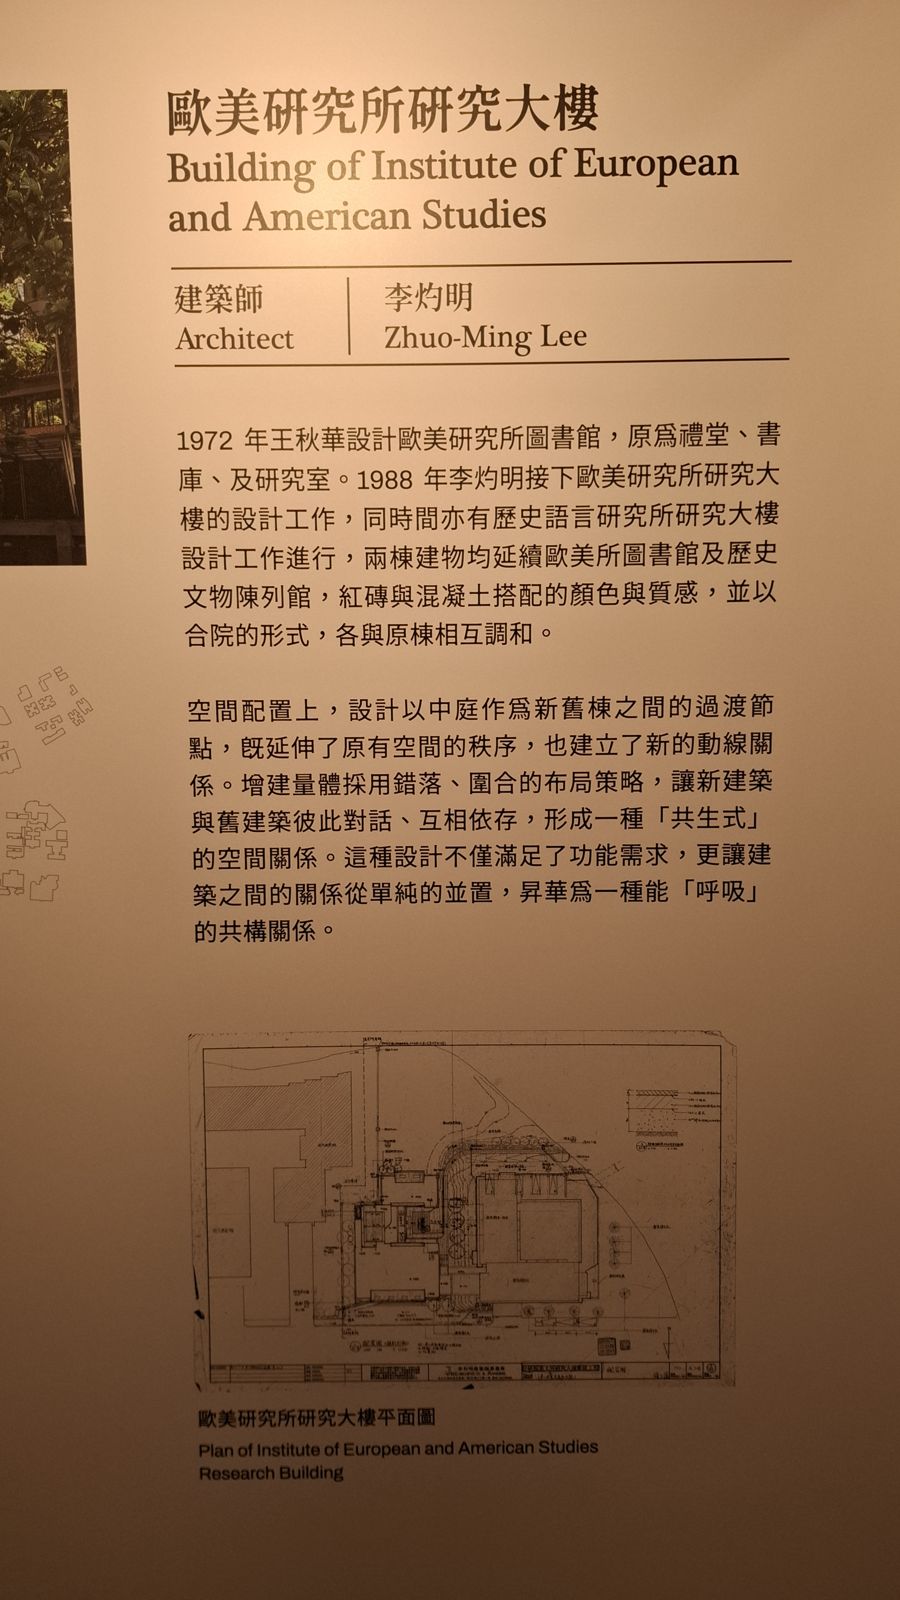 歐美研究所研究大樓
Building of Institute of European
and American Studies
建築師
Architect
李灼明
Zhuo-Ming Lee
1972 年王秋華設計歐美研究所圖書館，原爲禮堂、書
庫、及研究室。1988 年李灼明接下歐美研究所研究大
樓的設計工作，同時間亦有歷史語言研究所研究大樓
設計工作進行，兩棟建物均延續歐美所圖書館及歷史
文物陳列館，紅磚與混凝土搭配的顏色與質感，並以
合院的形式，各與原棟相互調和。
空間配置上，設計以中庭作爲新舊棟之間的過渡節
點，旣延伸了原有空間的秩序，也建立了新的動線關
係。增建量體採用錯落、圍合的布局策略，讓新建築
與舊建築彼此對話、互相依存，形成一種「共生式」
的空間關係。這種設計不僅滿足了功能需求，更讓建
築之間的關係從單純的並置，昇華爲一種能「呼吸」
的共構關係。
歐美研究所研究大樓平面圖
Plan of Institute of European and American Studies
Research Building